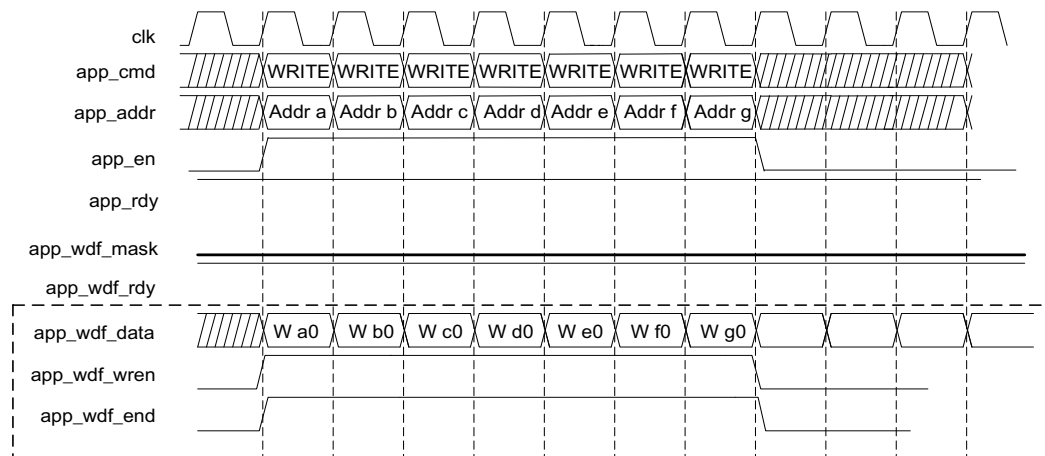 clk
app_cmd WRITE WRITE WRITE WRITE WRITE WRITE WRITE
app_addr Addr a Addr b Addr c Addr d Addr e Addr f Addr g
app_en
app_rdy
app_wdf_mask
app_wdf_rdy
app_wdf_data W a0 W b0 W c0 W d0 W e0 W f0 W g0
app_wdf_wren
app_wdf_end